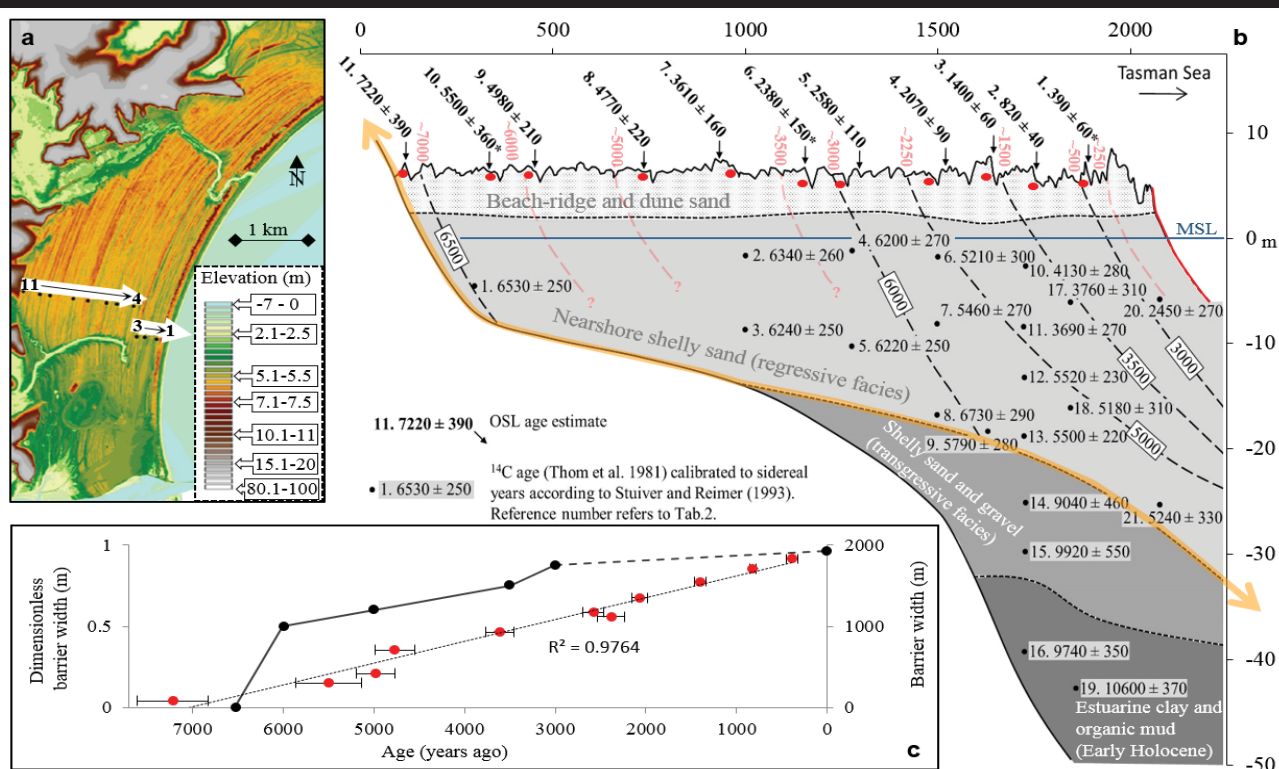 a
N
1 km
11
4
3
1
Elevation (m)
-7 - 0
2.1-2.5
5.1-5.5
7.1-7.5
10.1-11
15.1-20
80.1-100
b
0
500
1000
1500
2000
Tasman Sea
11. 7220 ± 390
10. 5500 ± 360*
9. 4980 ± 210
8. 4770 ± 220
7. 3610 ± 160
6. 2380 ± 150*
5. 2580 ± 110
4. 2070 ± 90
3. 1400 ± 60
2. 820 ± 40
1. 390 ± 60*
~7000
~6000
~5000
~3500
~3000
~2250
~1500
~500
~250
10
0 m
-10
-20
-30
-40
-50
MSL
Beach-ridge and dune sand
Nearshore shelly sand (regressive facies)
Shelly sand and gravel
(transgressive facies)
Estuarine clay and
organic mud
(Early Holocene)
6500
6000
5000
3500
3000
?
?
?
1. 6530 ± 250
2. 6340 ± 260
3. 6240 ± 250
4. 6200 ± 270
5. 6220 ± 250
6. 5210 ± 300
7. 5460 ± 270
8. 6730 ± 290
9. 5790 ± 280
10. 4130 ± 280
11. 3690 ± 270
12. 5520 ± 230
13. 5500 ± 220
14. 9040 ± 460
15. 9920 ± 550
16. 9740 ± 350
17. 3760 ± 310
18. 5180 ± 310
19. 10600 ± 370
20. 2450 ± 270
21. 5240 ± 330
11. 7220 ± 390
OSL age estimate
1. 6530 ± 250
¹⁴C age (Thom et al. 1981) calibrated to sidereal
years according to Stuiver and Reimer (1993).
Reference number refers to Tab.2.
Dimensionless
barrier width (m)
1
0.5
0
Barrier width (m)
2000
1000
0
R² = 0.9764
7000
6000
5000
4000
3000
2000
1000
0
Age (years ago)
c